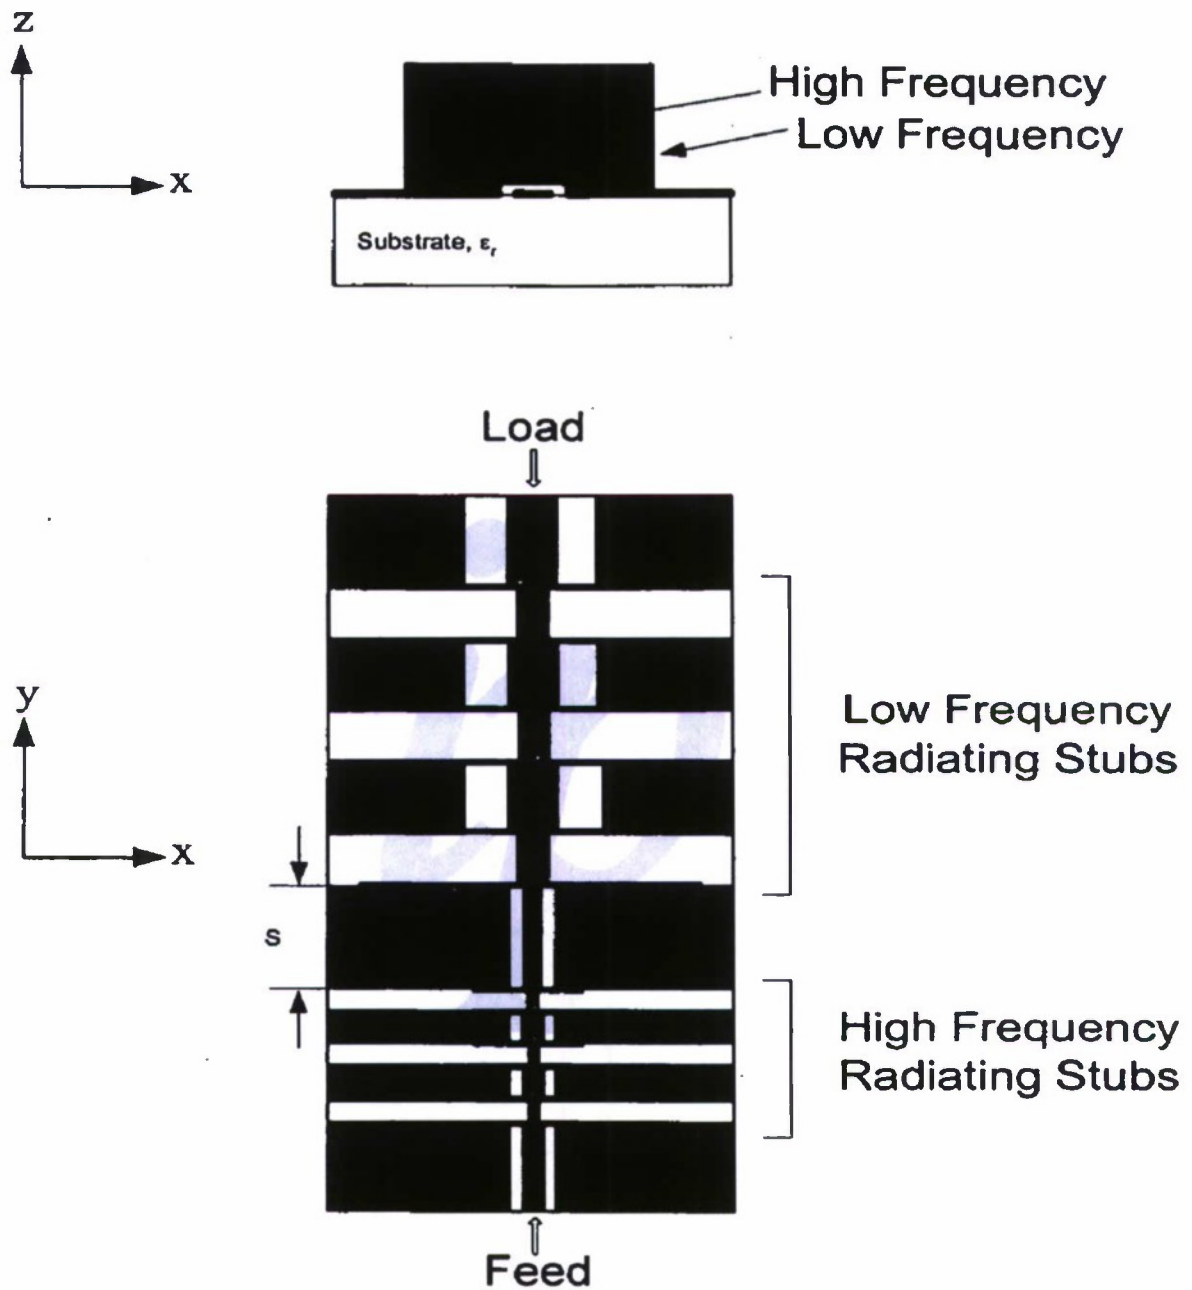 z
High Frequency
Low Frequency
x
Substrate, εr
Load
Low Frequency
Radiating Stubs
y
x
s
High Frequency
Radiating Stubs
Feed